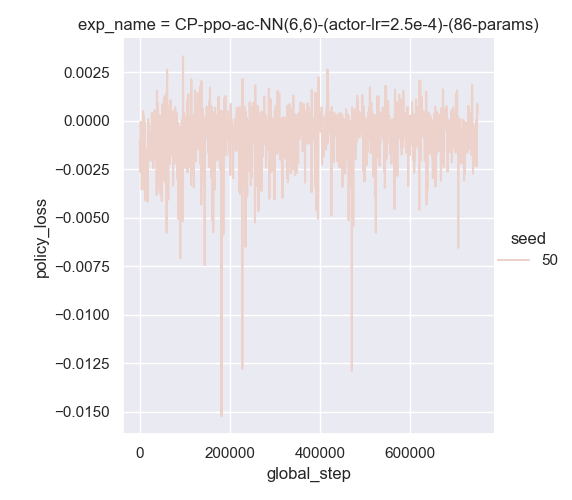 exp_name = CP-ppo-ac-NN(6,6)-(actor-lr=2.5e-4)-(86-params)
0.0025
0.0000
−0.0025
−0.0050
−0.0075
−0.0100
−0.0125
−0.0150
policy_loss
0 200000 400000 600000
global_step
seed
50